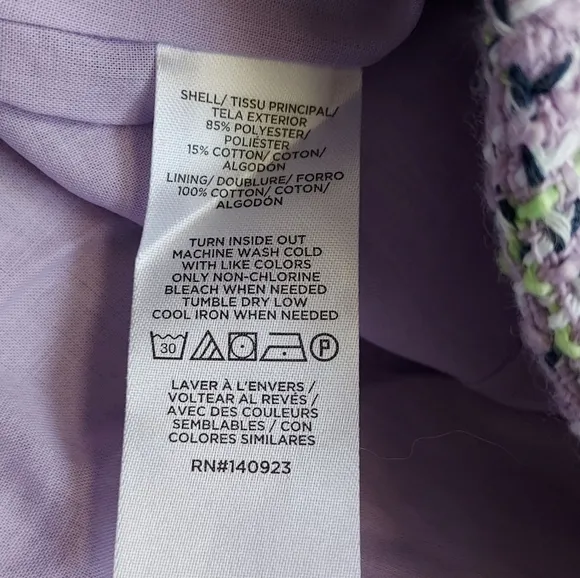 SHELL/ TISSU PRINCIPAL/
TELA EXTERIOR
85% POLYESTER/
POLIÉSTER
15% COTTON/ COTON/
ALGODÓN
LINING/ DOUBLURE/ FORRO
100% COTTON/ COTON/
ALGODÓN
TURN INSIDE OUT
MACHINE WASH COLD
WITH LIKE COLORS
ONLY NON-CHLORINE
BLEACH WHEN NEEDED
TUMBLE DRY LOW
COOL IRON WHEN NEEDED
30 P
LAVER À L'ENVERS /
VOLTEAR AL REVÉS /
AVEC DES COULEURS
SEMBLABLES / CON
COLORES SIMILARES
RN#140923